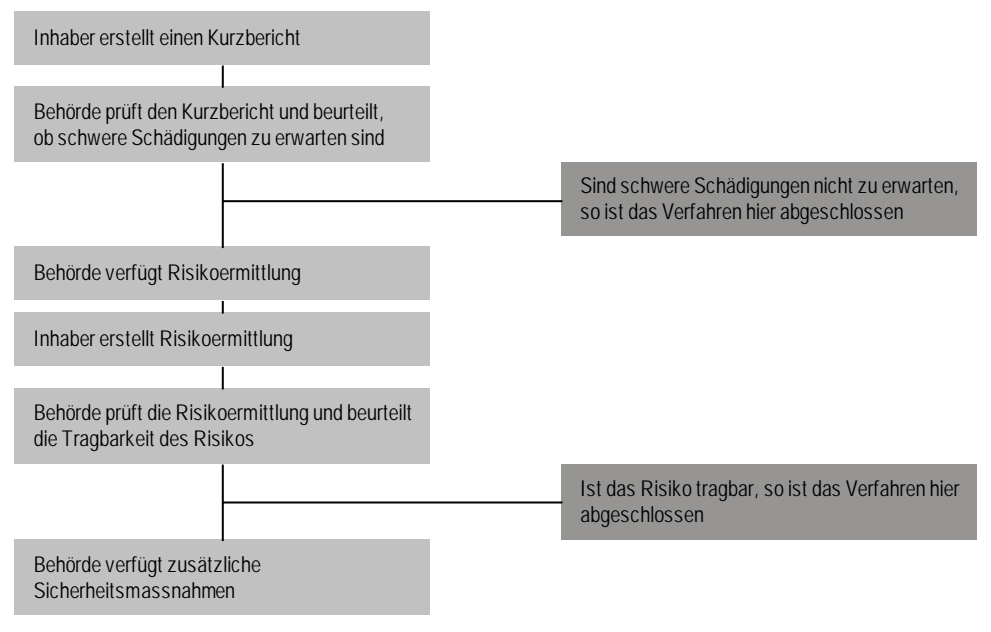 Inhaber erstellt einen Kurzbericht
Behörde prüft den Kurzbericht und beurteilt,
ob schwere Schädigungen zu erwarten sind
Sind schwere Schädigungen nicht zu erwarten,
so ist das Verfahren hier abgeschlossen
Behörde verfügt Risikoermittlung
Inhaber erstellt Risikoermittlung
Behörde prüft die Risikoermittlung und beurteilt
die Tragbarkeit des Risikos
Ist das Risiko tragbar, so ist das Verfahren hier
abgeschlossen
Behörde verfügt zusätzliche
Sicherheitsmassnahmen